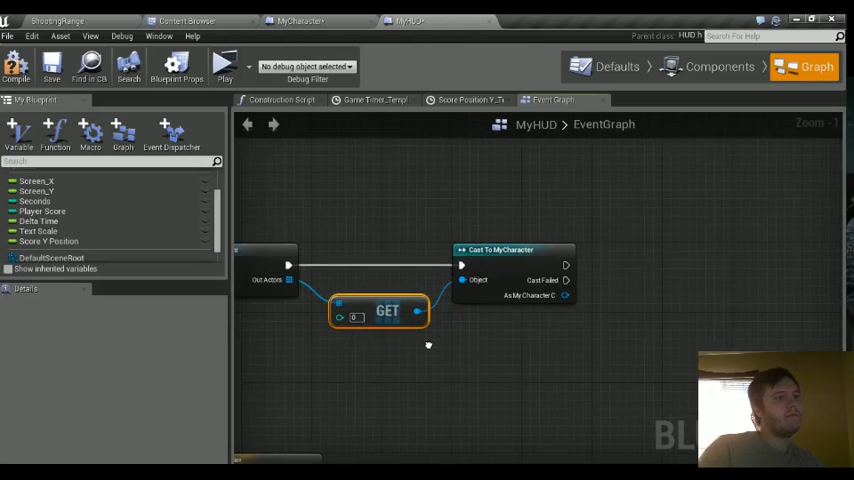 ShootingRange
Content Browser
MyCharacter*
MyHUD*
File Edit Asset View Debug Window Help
Parent class: HUD.h
Search For Help
Compile
Save
Find in CB
Search
Blueprint Props
Play
No debug object selected
Debug Filter
Defaults
Components
Graph
My Blueprint
Variable
Function
Macro
Graph
Event Dispatcher
Search
Screen_X
Screen_Y
Seconds
Player Score
Delta Time
Text Scale
Score Y Position
DefaultSceneRoot
Show inherited variables
Details
Construction Script
Game Timer_Templ
Score Position Y_T
Event Graph
MyHUD > EventGraph
Zoom -1
Out Actors
0
GET
Cast To MyCharacter
Object
Cast Failed
As My Character C